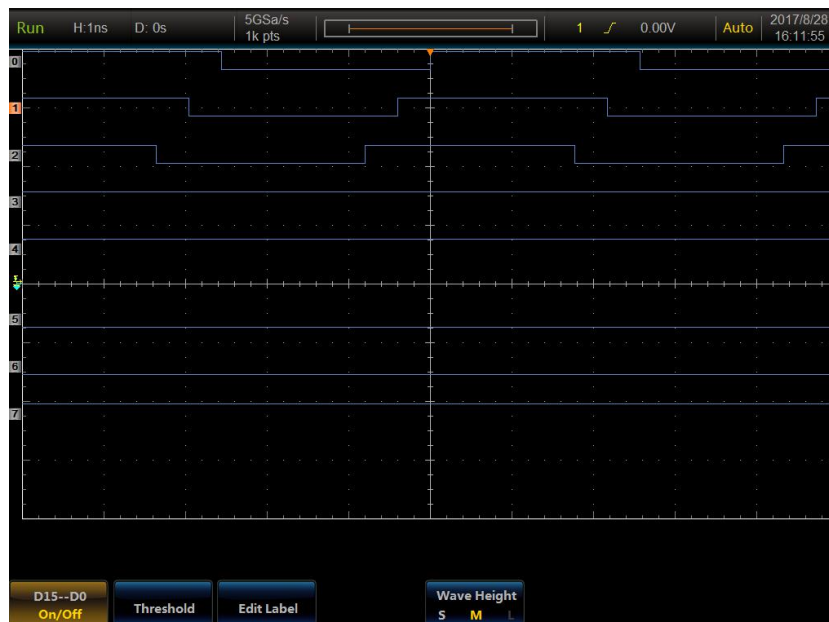 Run H:1ns D: 0s 5GSa/s 1 0.00V Auto 2017/8/28
1k pts 16:11:55
0
1
2
3
4
5
6
7
D15--D0 Threshold Edit Label Wave Height
On/Off S M L